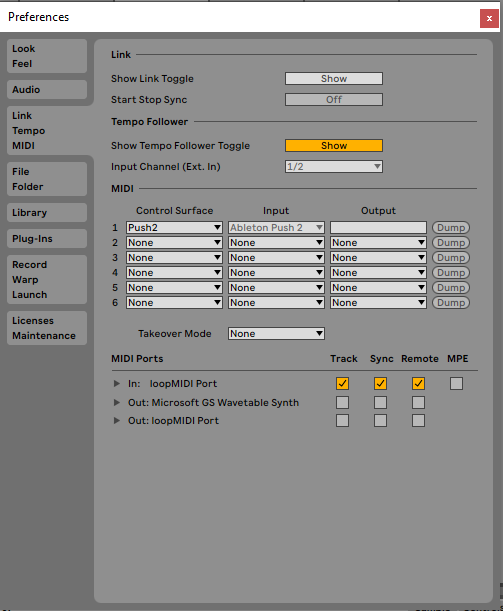 Preferences
x
Look
Feel
Audio
Link
Tempo
MIDI
File
Folder
Library
Plug-Ins
Record
Warp
Launch
Licenses
Maintenance
Link
Show Link Toggle Show
Start Stop Sync Off
Tempo Follower
Show Tempo Follower Toggle Show
Input Channel (Ext. In) 1/2
MIDI
Control Surface Input Output
1 Push2 Ableton Push 2 Dump
2 None None None Dump
3 None None None Dump
4 None None None Dump
5 None None None Dump
6 None None None Dump
Takeover Mode None
MIDI Ports Track Sync Remote MPE
In: loopMIDI Port
Out: Microsoft GS Wavetable Synth
Out: loopMIDI Port